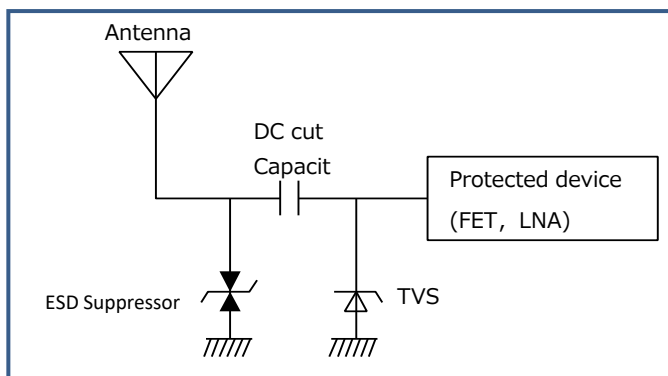 Antenna
DC cut
Capacit
Protected device
(FET, LNA)
ESD Suppressor
TVS